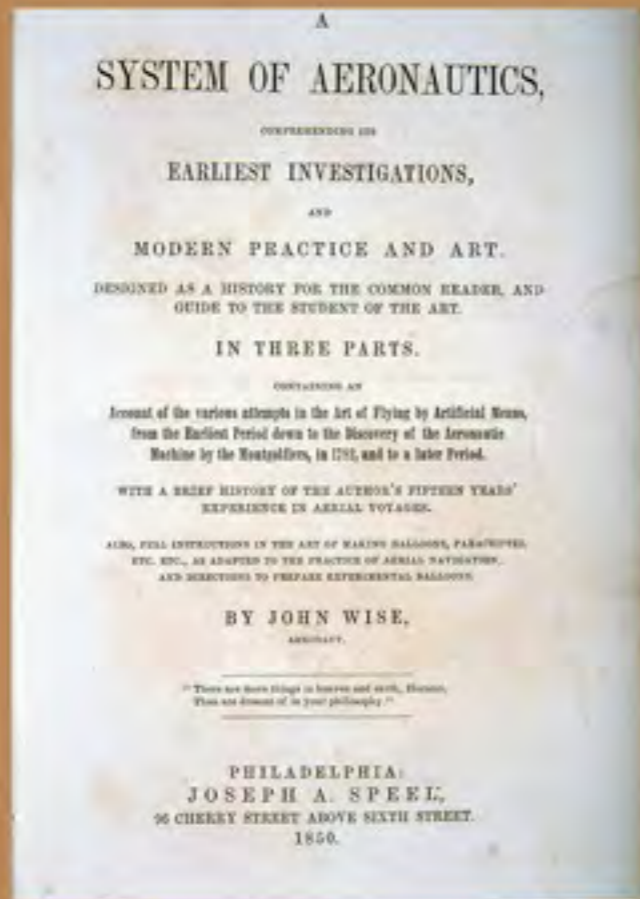 A
SYSTEM OF AERONAUTICS,
COMPREHENDING ITS
EARLIEST INVESTIGATIONS,
AND
MODERN PRACTICE AND ART.
DESIGNED AS A HISTORY FOR THE COMMON READER, AND
GUIDE TO THE STUDENT OF THE ART.
IN THREE PARTS.
CONTAINING AN
Account of the various attempts in the Art of Flying by Artificial Means,
from the Earliest Period down to the Discovery of the Aeronautic
Machine by the Montgolfiers, in 1782, and to a later Period.
WITH A BRIEF HISTORY OF THE AUTHOR'S FIFTEEN YEARS'
EXPERIENCE IN AERIAL VOYAGES.
ALSO, FULL INSTRUCTIONS IN THE ART OF MAKING BALLOONS, PARACHUTES,
ETC. ETC., AS ADAPTED TO THE PRACTICE OF AERIAL NAVIGATION,
AND DIRECTIONS TO PREPARE EXPERIMENTAL BALLOONS.
BY JOHN WISE,
AERONAUT.
"There are more things in heaven and earth, Horatio,
Than are dreamt of in your philosophy."
PHILADELPHIA:
JOSEPH A. SPEEL,
96 CHERRY STREET ABOVE SIXTH STREET.
1850.